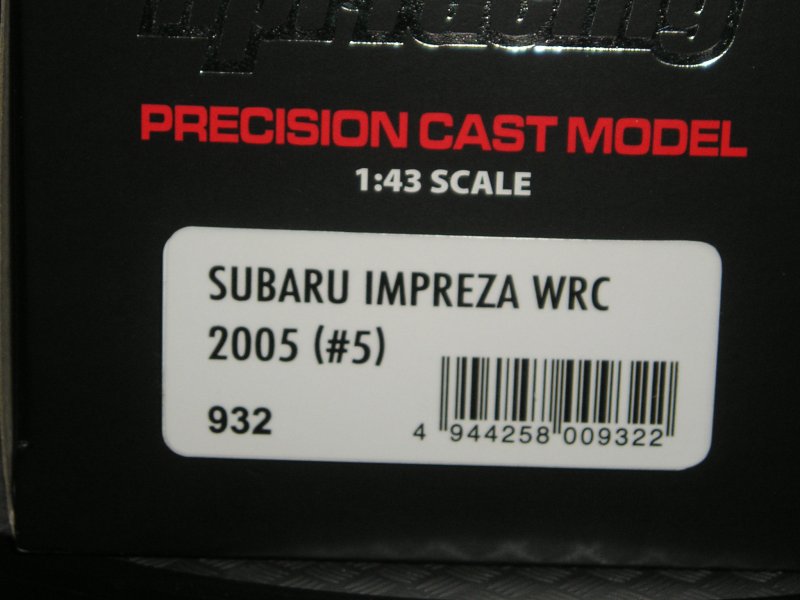 PRECISION CAST MODEL
1:43 SCALE
SUBARU IMPREZA WRC
2005 (#5)
932
4 944258 009322